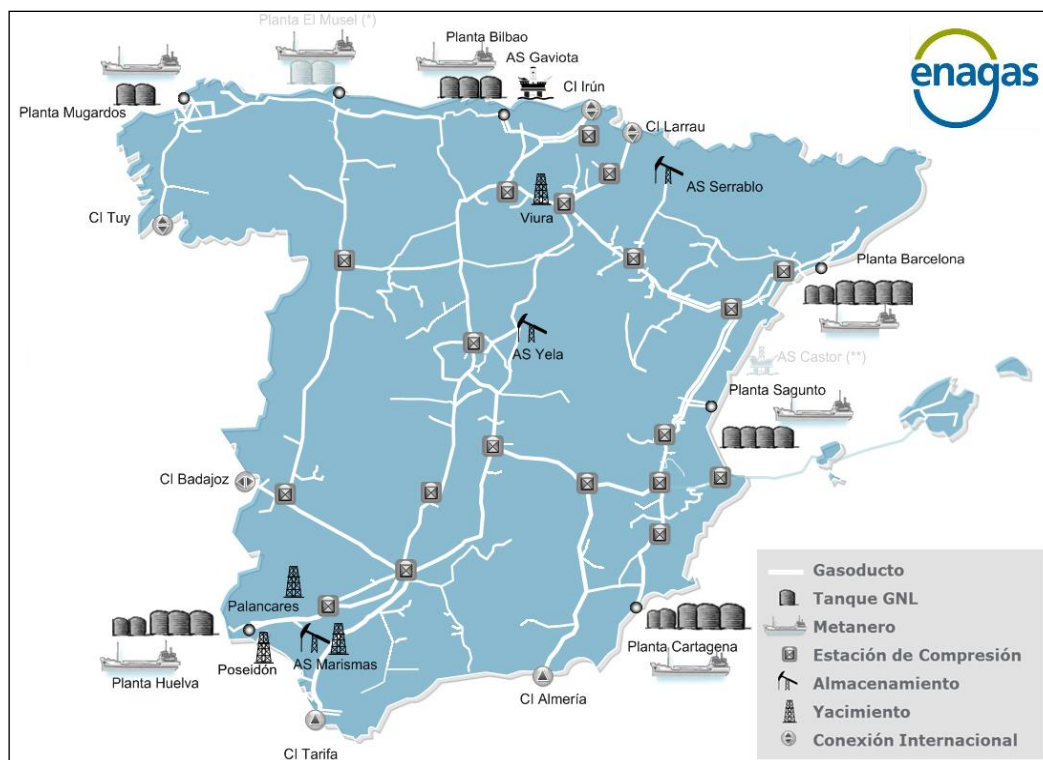 Planta El Musel (*)
Planta Bilbao
AS Gaviota
enagas
CI Irún
Planta Mugardos
CI Larrau
AS Serrablo
Viura
CI Tuy
Planta Barcelona
AS Yela
AS Castor (**)
Planta Sagunto
CI Badajoz
Palancares
Poseidón
AS Marismas
Planta Huelva
Planta Cartagena
CI Almería
CI Tarifa
Gasoducto
Tanque GNL
Metanero
Estación de Compresión
Almacenamiento
Yacimiento
Conexión Internacional